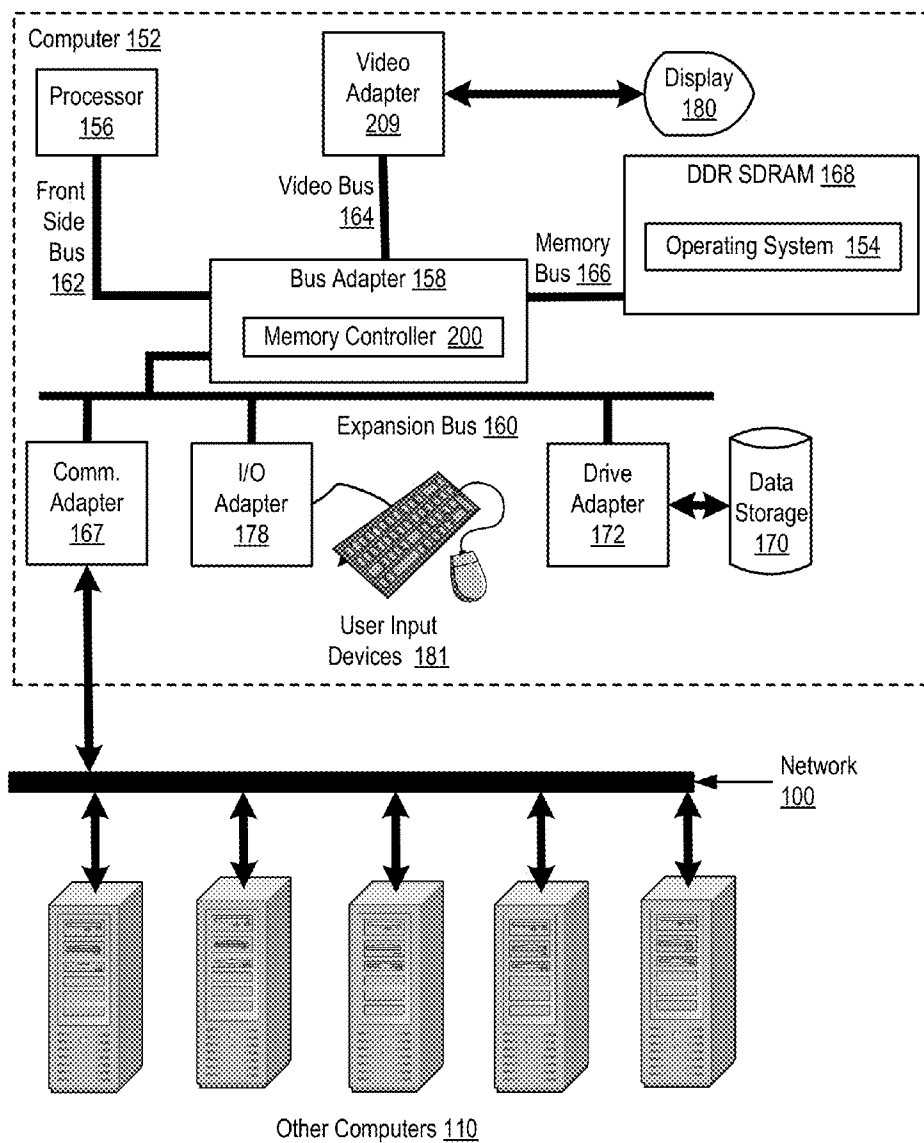 Computer 152
Processor
156
Video
Adapter
209
Display
180
Front
Side
Bus
162
Video Bus
164
DDR SDRAM 168
Operating System 154
Memory
Bus 166
Bus Adapter 158
Memory Controller 200
Expansion Bus 160
Comm.
Adapter
167
I/O
Adapter
178
Drive
Adapter
172
Data
Storage
170
User Input
Devices 181
Network
100
Other Computers 110